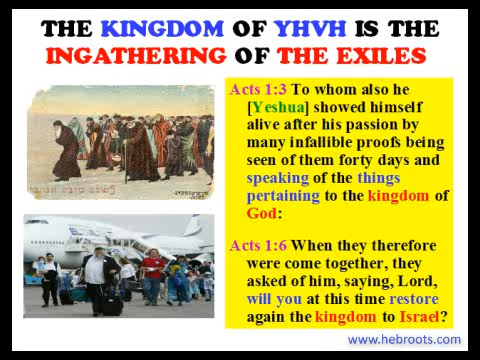 THE KINGDOM OF YHVH IS THE
INGATHERING OF THE EXILES
Acts 1:3 To whom also he
[Yeshua] showed himself
alive after his passion by
many infallible proofs being
seen of them forty days and
speaking of the things
pertaining to the kingdom of
God:
Acts 1:6 When they therefore
were come together, they
asked of him, saying, Lord,
will you at this time restore
again the kingdom to Israel?
www.hebroots.com